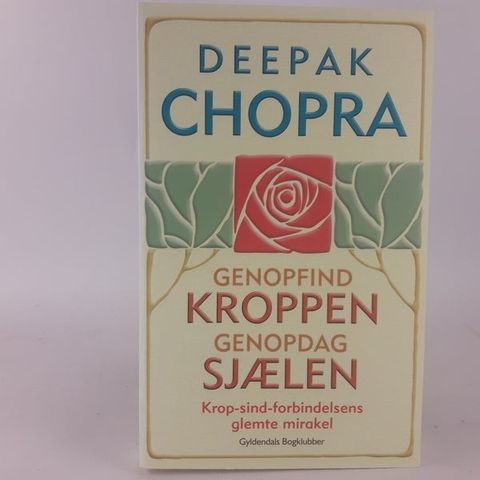 DEEPAK
CHOPRA
GENOPFIND
KROPPEN
GENOPDAG
SJÆLEN
Krop-sind-forbindelsens
glemte mirakel
Gyldendals Bogklubber